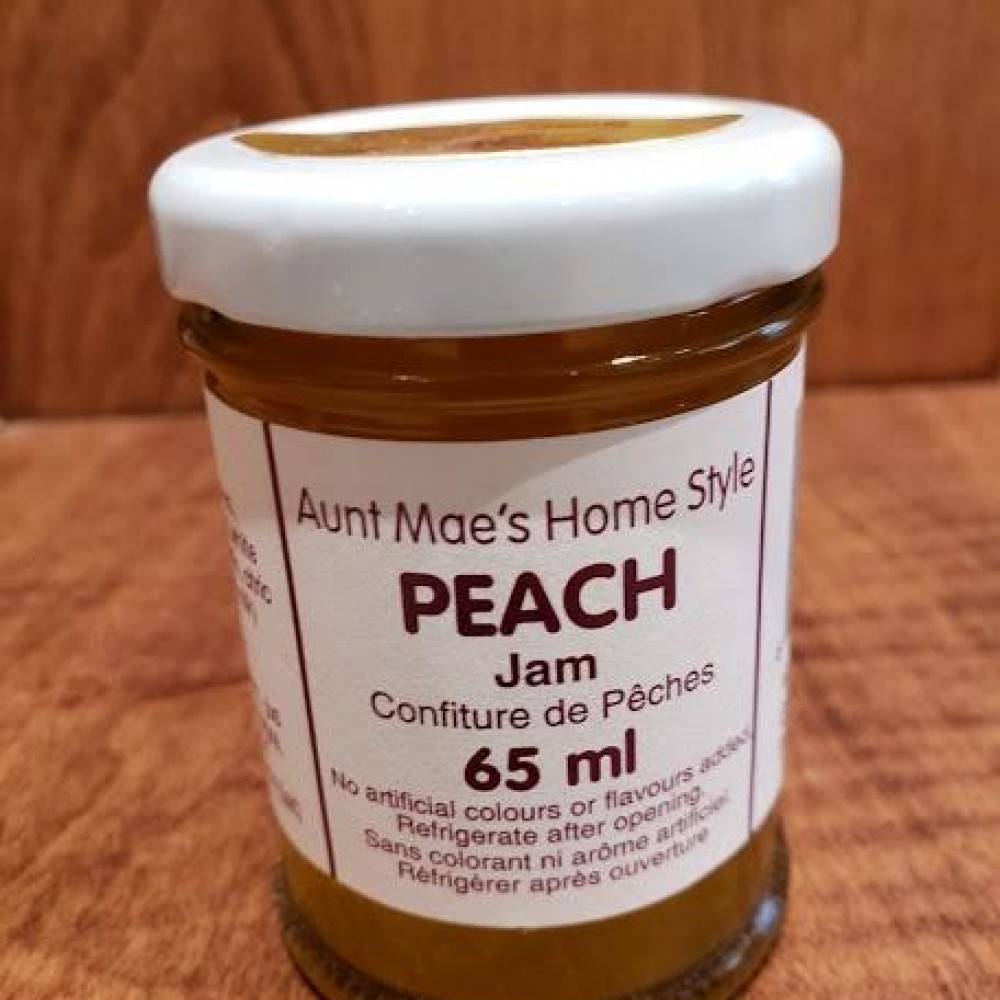 Aunt Mae's Home Style
PEACH
Jam
Confiture de Pêches
65 ml
No artificial colours or flavours added.
Refrigerate after opening.
Sans colorant ni arôme artificiel.
Réfrigérer après ouverture